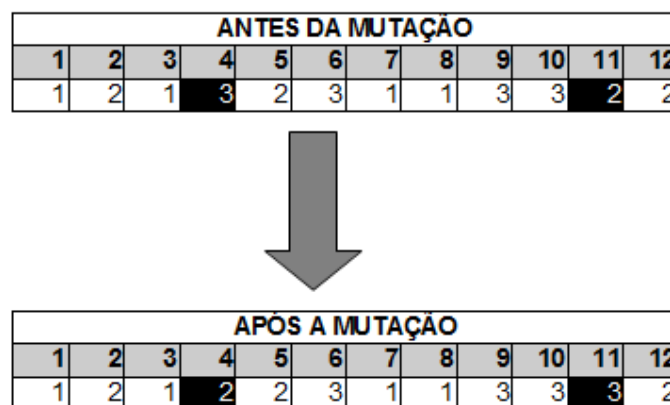 ANTES DA MUTAÇÃO
1 2 3 4 5 6 7 8 9 10 11 12
1 2 1 3 2 3 1 1 3 3 2 2
APÓS A MUTAÇÃO
1 2 3 4 5 6 7 8 9 10 11 12
1 2 1 2 2 3 1 1 3 3 3 2